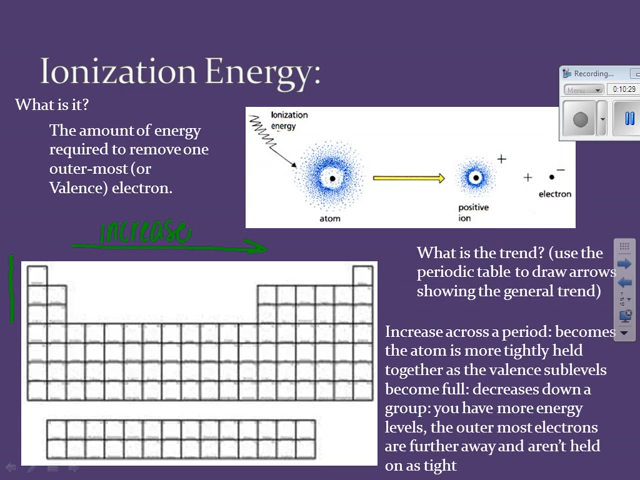 Ionization Energy:
What is it?
The amount of energy
required to remove one
outer-most (or
Valence) electron.
Ionization
energy
atom
+
positive
ion
+
−
electron
Recording...
Menu
0:10:29
increase
What is the trend? (use the
periodic table to draw arrows
showing the general trend)
Increase across a period: becomes
the atom is more tightly held
together as the valence sublevels
become full: decreases down a
group: you have more energy
levels, the outer most electrons
are further away and aren't held
on as tight